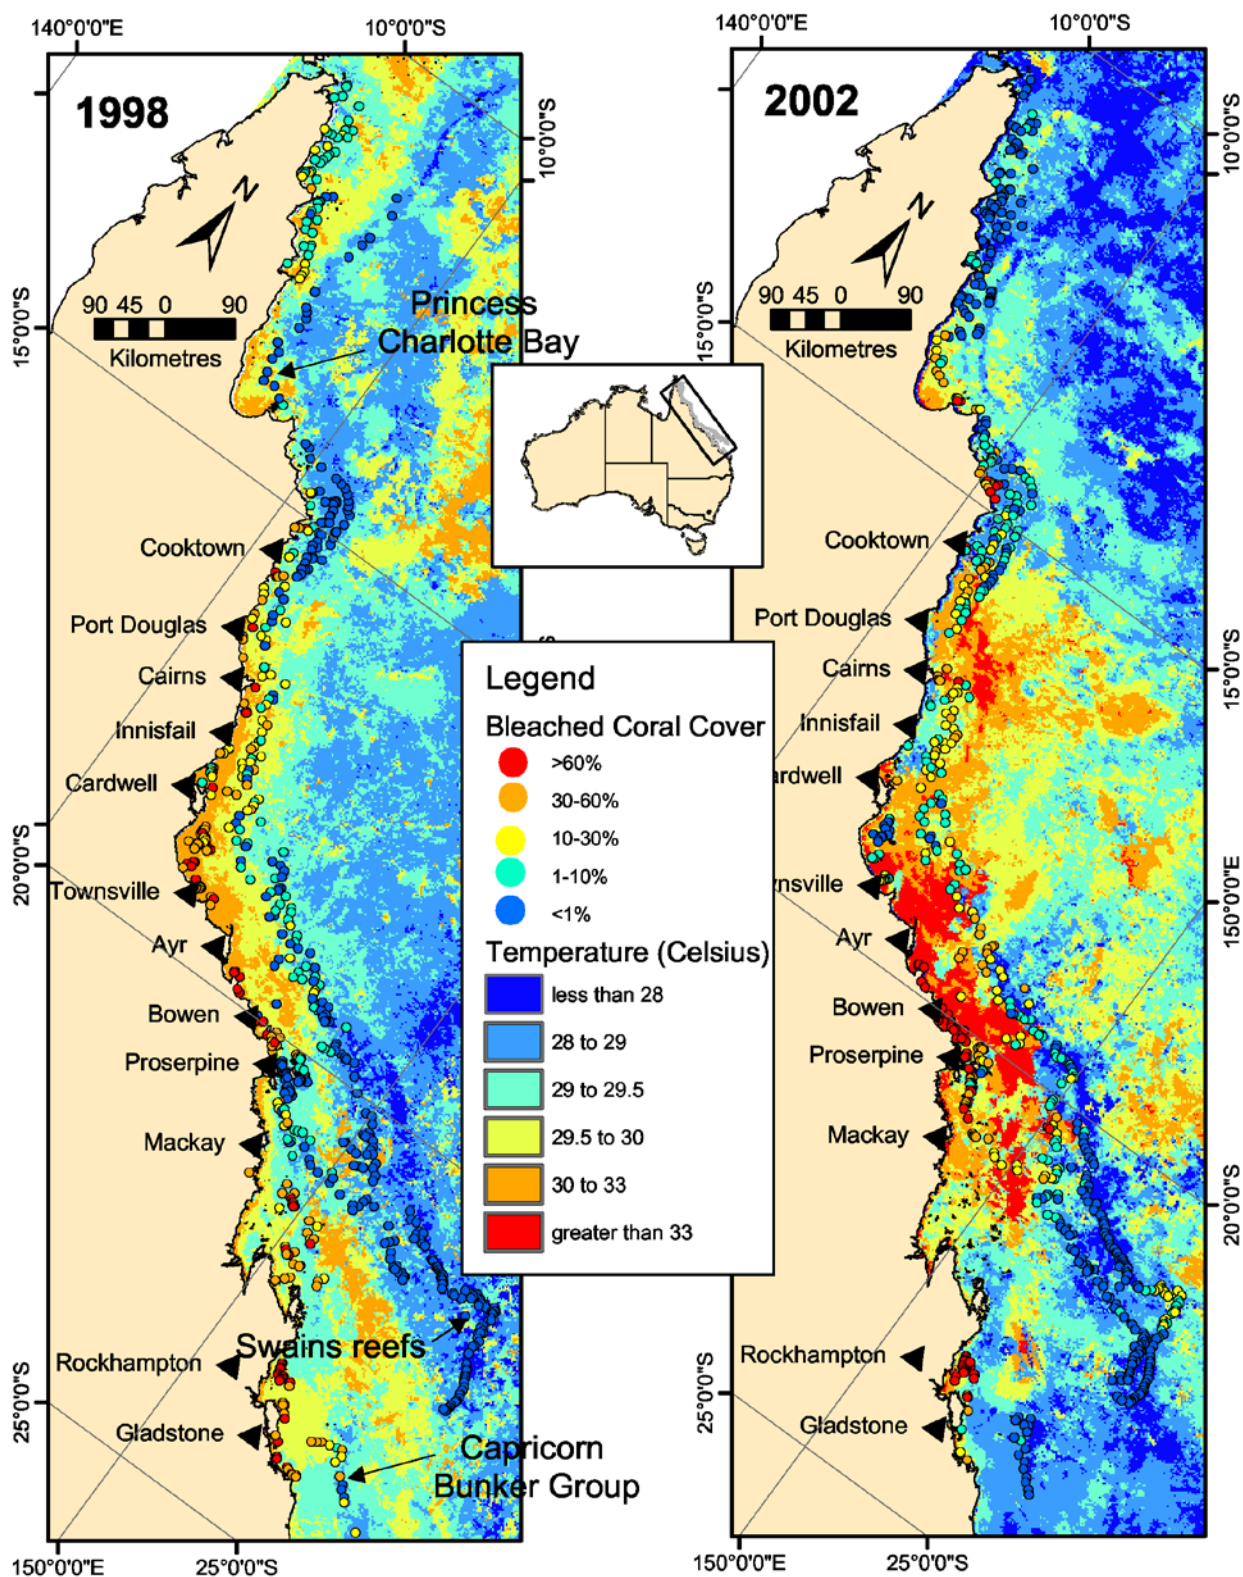 140°0'0"E
10°0'0"S
140°0'0"E
10°0'0"S
1998
2002
10°0'0"S
10°0'0"S
N
N
90 45 0 90
Kilometres
90 45 0 90
Kilometres
15°0'0"S
15°0'0"S
Princess
Charlotte Bay
Cooktown
Port Douglas
Cairns
Innisfail
Cardwell
Townsville
Ayr
Bowen
Proserpine
Mackay
Rockhampton
Gladstone
Swains reefs
Capricorn
Bunker Group
20°0'0"S
25°0'0"S
150°0'0"E
25°0'0"S
S
Legend
Bleached Coral Cover
>60%
30-60%
10-30%
1-10%
<1%
Temperature (Celsius)
less than 28
28 to 29
29 to 29.5
29.5 to 30
30 to 33
greater than 33
Cooktown
Port Douglas
Cairns
Innisfail
ardwell
wnsville
Ayr
Bowen
Proserpine
Mackay
Rockhampton
Gladstone
15°0'0"S
150°0'0"E
20°0'0"S
25°0'0"S
150°0'0"E
25°0'0"S